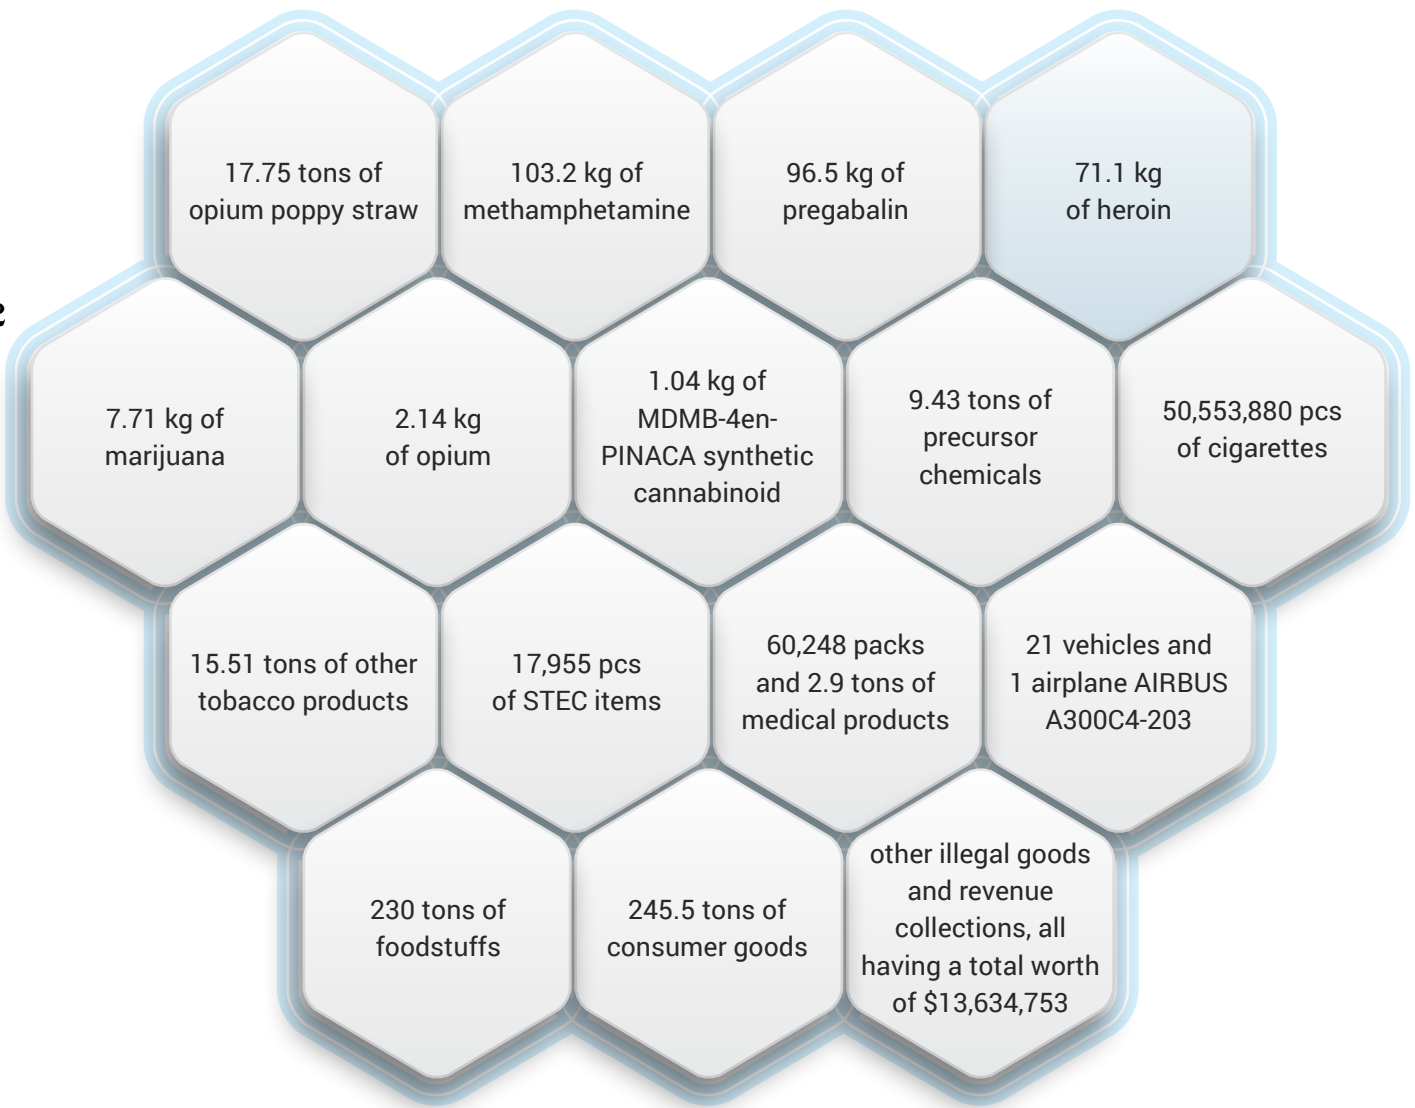 17.75 tons of
opium poppy straw
103.2 kg of
methamphetamine
96.5 kg of
pregabalin
71.1 kg
of heroin
7.71 kg of
marijuana
2.14 kg
of opium
1.04 kg of
MDMB-4en-
PINACA synthetic
cannabinoid
9.43 tons of
precursor
chemicals
50,553,880 pcs
of cigarettes
15.51 tons of other
tobacco products
17,955 pcs
of STEC items
60,248 packs
and 2.9 tons of
medical products
21 vehicles and
1 airplane AIRBUS
A300C4-203
230 tons of
foodstuffs
245.5 tons of
consumer goods
other illegal goods
and revenue
collections, all
having a total worth
of $13,634,753